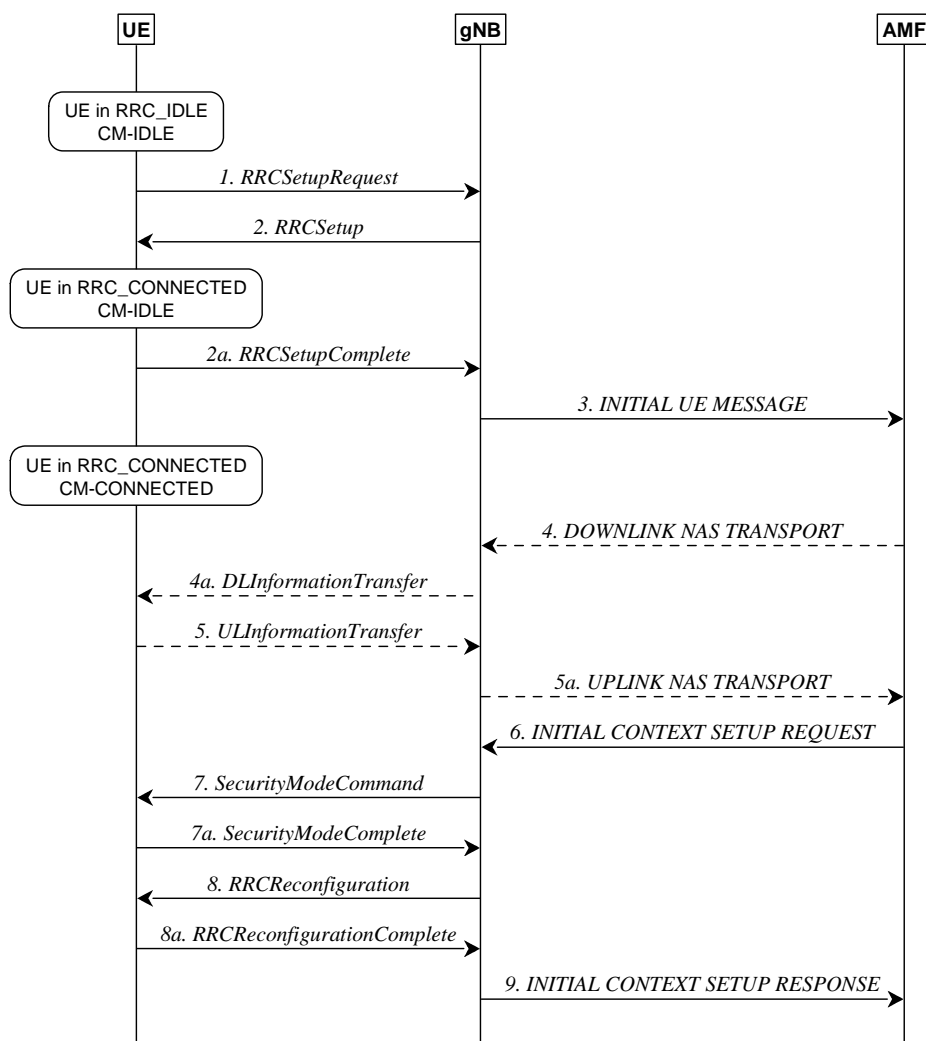 UE
gNB
AMF
UE in RRC_IDLE
CM-IDLE
1. RRCSetupRequest
2. RRCSetup
UE in RRC_CONNECTED
CM-IDLE
2a. RRCSetupComplete
3. INITIAL UE MESSAGE
UE in RRC_CONNECTED
CM-CONNECTED
4. DOWNLINK NAS TRANSPORT
4a. DLInformationTransfer
5. ULInformationTransfer
5a. UPLINK NAS TRANSPORT
6. INITIAL CONTEXT SETUP REQUEST
7. SecurityModeCommand
7a. SecurityModeComplete
8. RRCReconfiguration
8a. RRCReconfigurationComplete
9. INITIAL CONTEXT SETUP RESPONSE